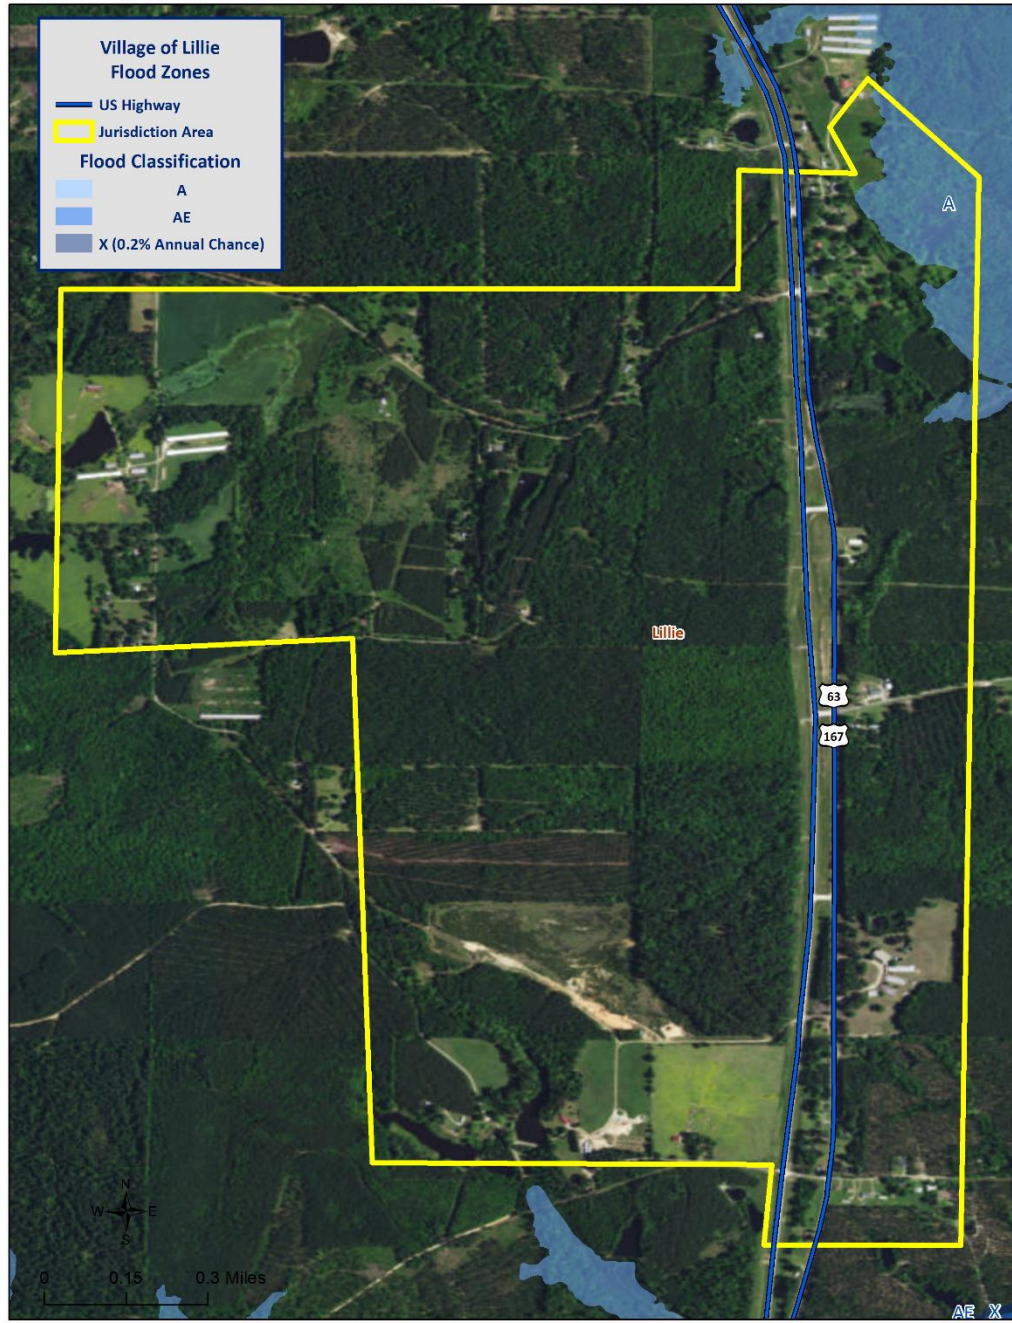 Village of Lillie
Flood Zones
US Highway
Jurisdiction Area
Flood Classification
A
AE
X (0.2% Annual Chance)
A
Lillie
63
167
N
W E
S
0 0.15 0.3 Miles
AE X